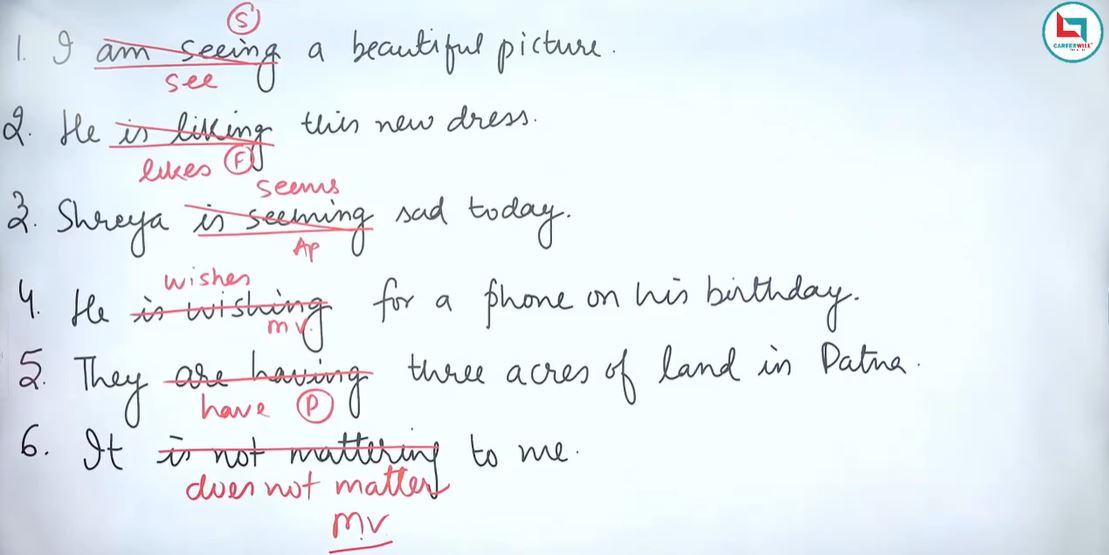 S
1. I am seeing a beautiful picture.
see
2. He is liking this new dress.
likes F
seems
3. Shreya is seeming sad today.
Ap
wishes
4. He is wishing for a phone on his birthday.
m v.
5. They are having three acres of land in Patna.
have P
6. It is not mattering to me.
does not matter
m.v.
CAREERWILL